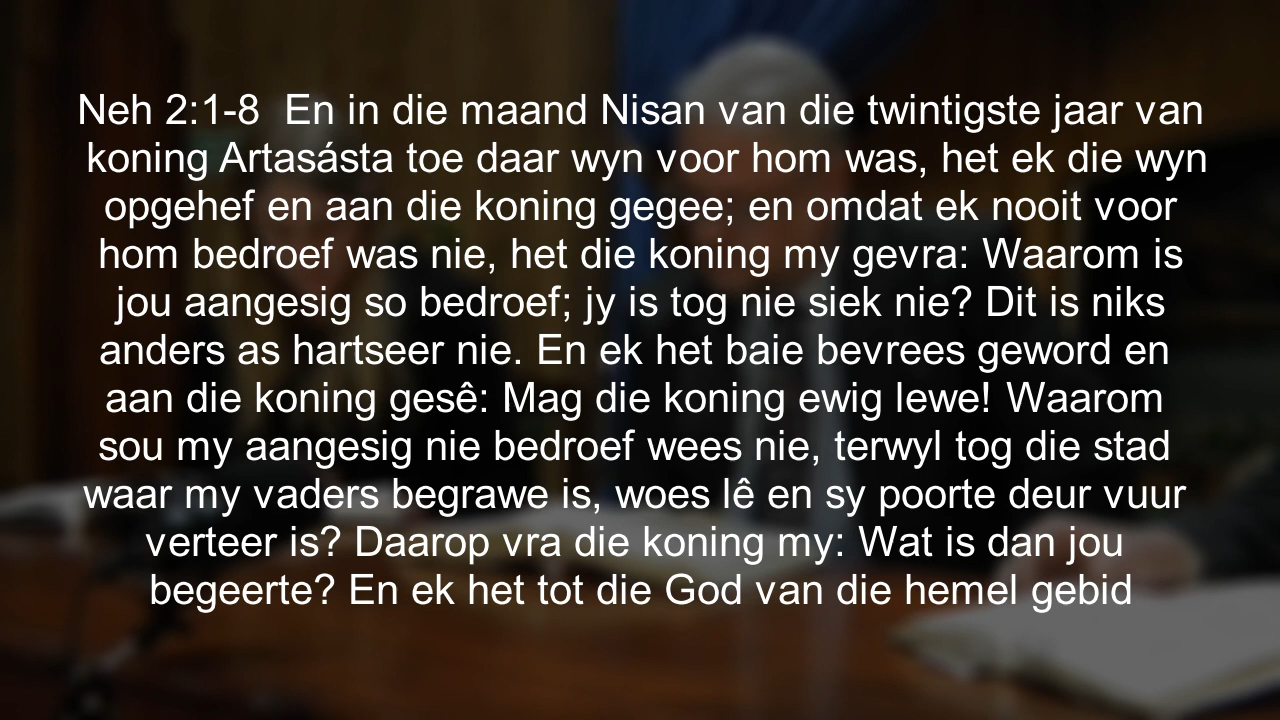 Neh 2:1-8  En in die maand Nisan van die twintigste jaar van
koning Artasásta toe daar wyn voor hom was, het ek die wyn
opgehef en aan die koning gegee; en omdat ek nooit voor
hom bedroef was nie, het die koning my gevra: Waarom is
jou aangesig so bedroef; jy is tog nie siek nie? Dit is niks
anders as hartseer nie. En ek het baie bevrees geword en
aan die koning gesê: Mag die koning ewig lewe! Waarom
sou my aangesig nie bedroef wees nie, terwyl tog die stad
waar my vaders begrawe is, woes lê en sy poorte deur vuur
verteer is? Daarop vra die koning my: Wat is dan jou
begeerte? En ek het tot die God van die hemel gebid